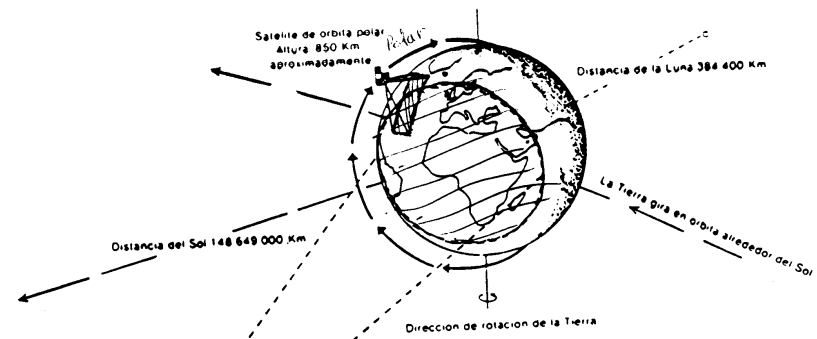 Satelite de orbita polar
Altura 850 Km
aproximadamente
Polar
Distancia de la Luna 384 400 Km
La Tierra gira en orbita alrededor del Sol
Distancia del Sol 148 649 000 Km
Direccion de rotacion de la Tierra